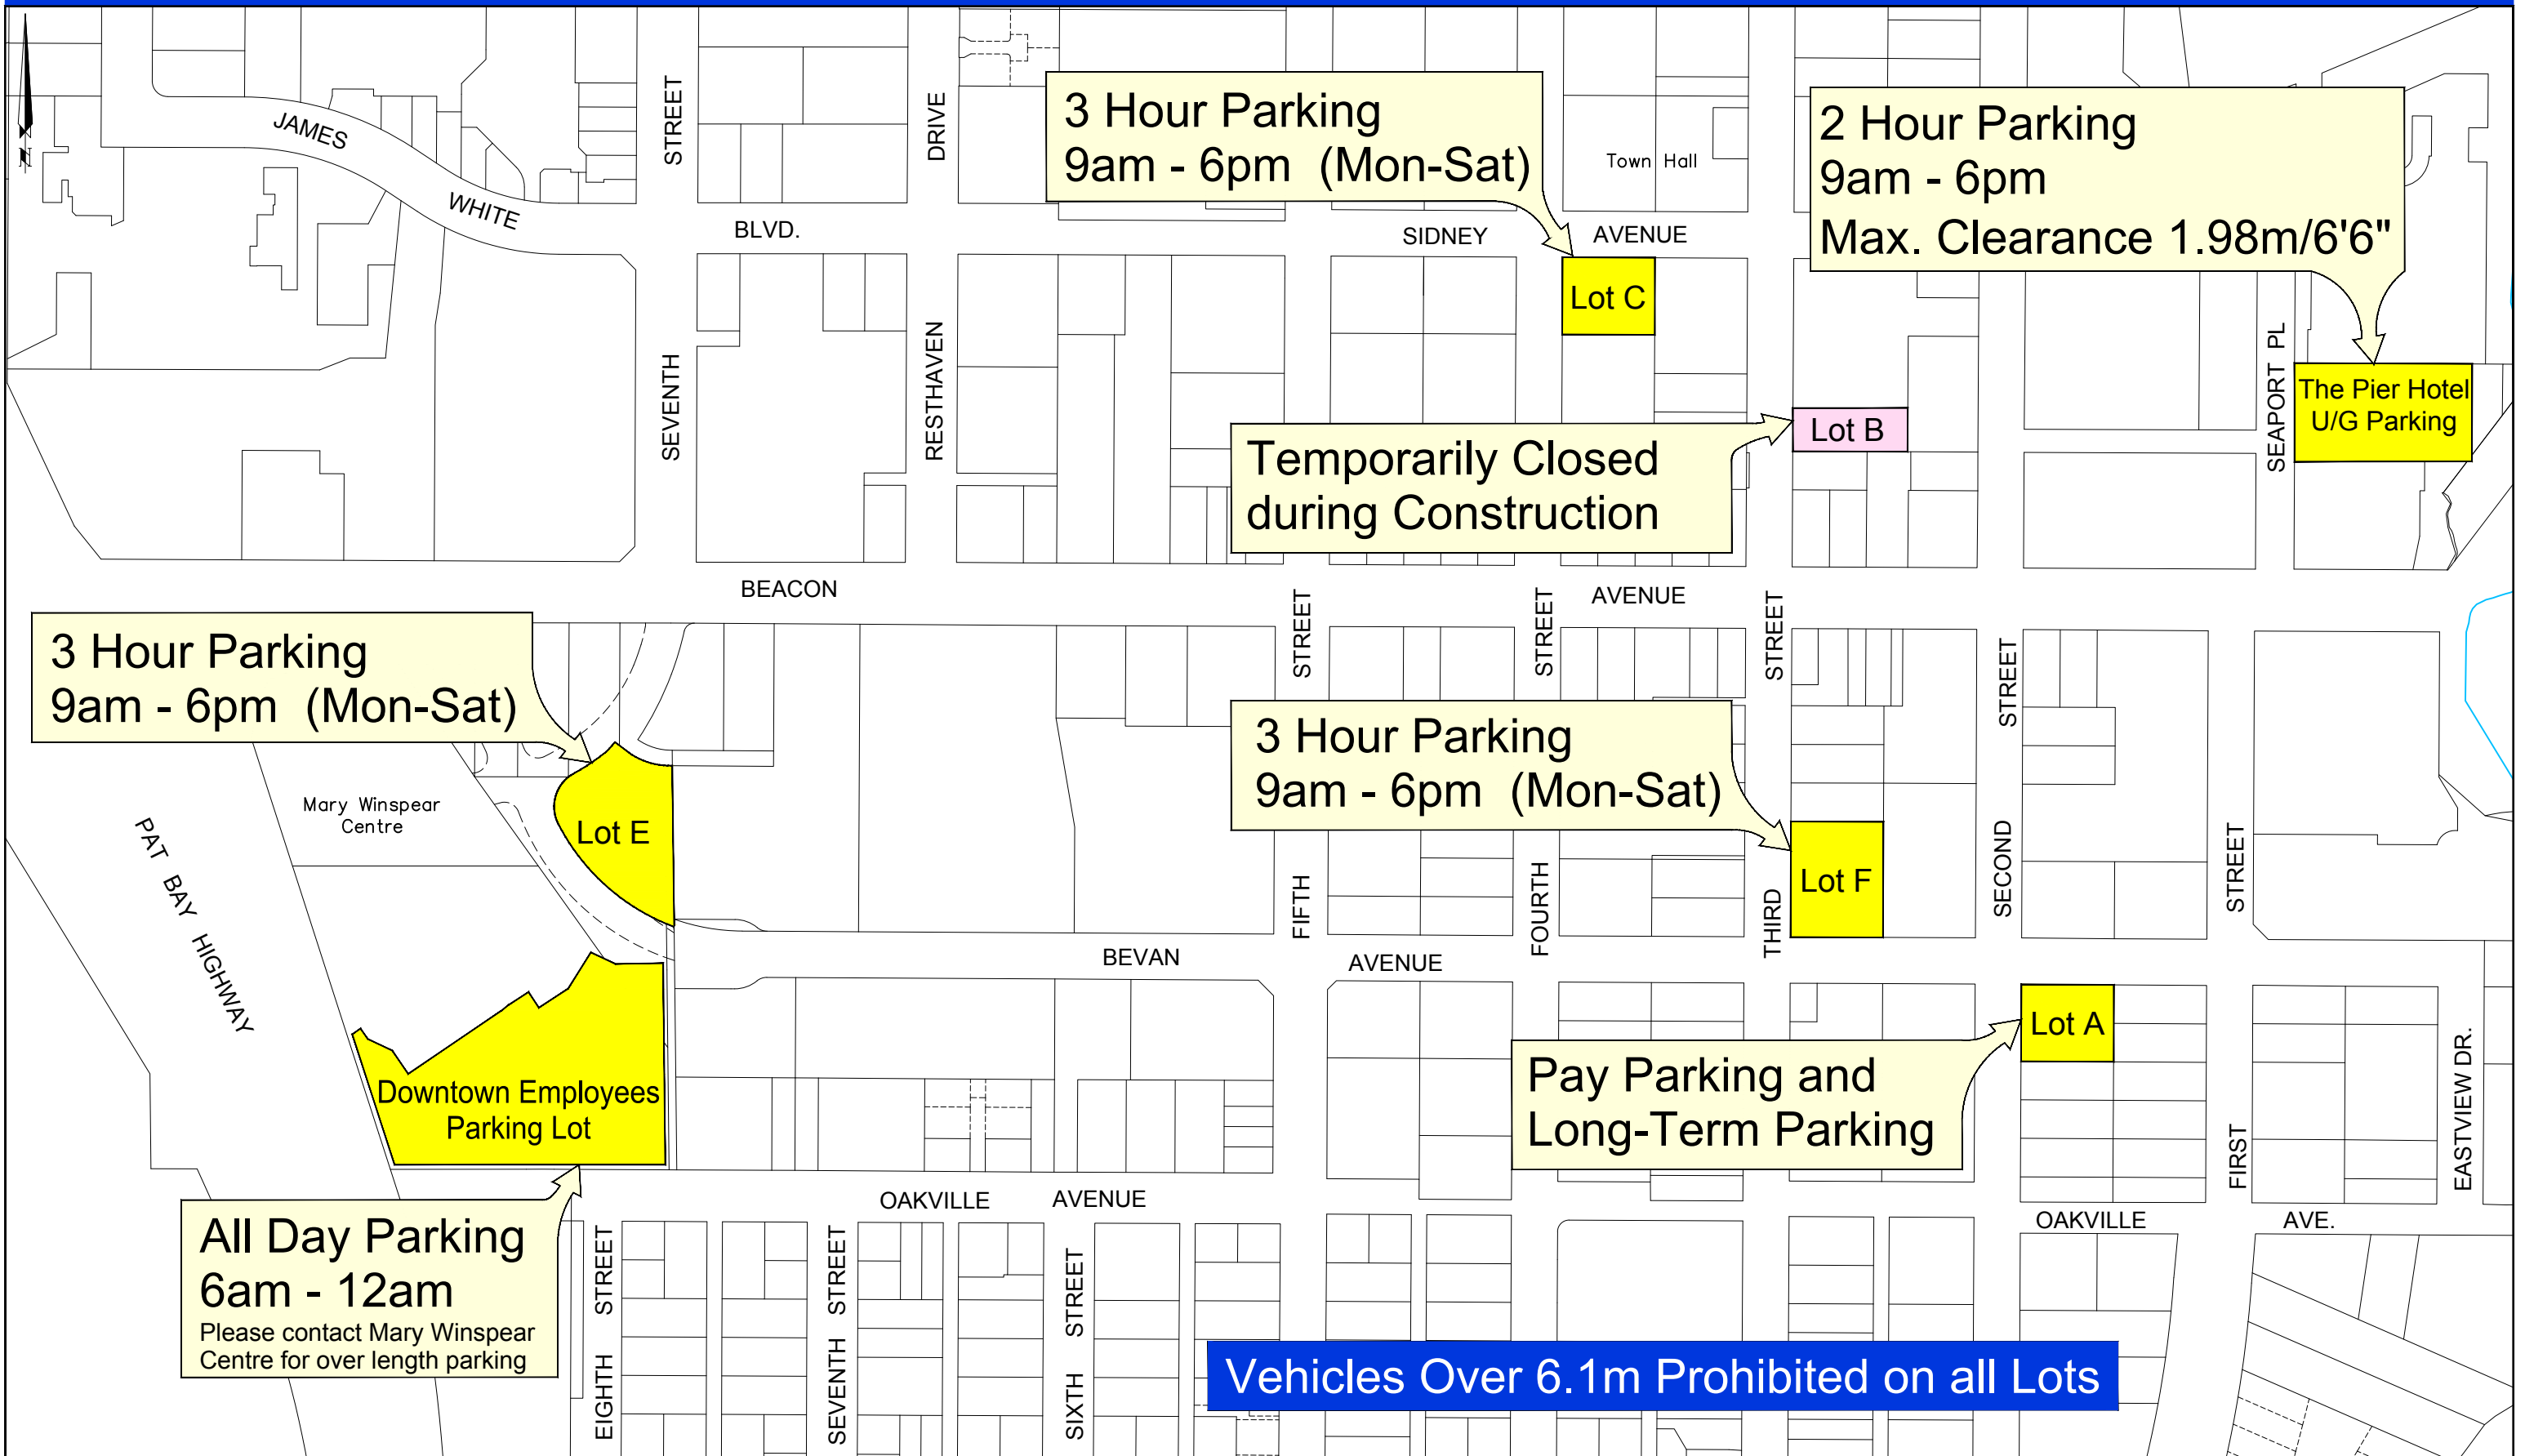 N
JAMES
WHITE
BLVD.
STREET
DRIVE
3 Hour Parking
9am - 6pm (Mon-Sat)
Town Hall
2 Hour Parking
9am - 6pm
Max. Clearance 1.98m/6'6"
SIDNEY
AVENUE
Lot C
SEVENTH
RESTHAVEN
SEAPORT PL
The Pier Hotel
U/G Parking
Lot B
Temporarily Closed
during Construction
BEACON
AVENUE
STREET
STREET
STREET
STREET
3 Hour Parking
9am - 6pm (Mon-Sat)
3 Hour Parking
9am - 6pm (Mon-Sat)
Mary Winspear
Centre
Lot E
PAT BAY HIGHWAY
FIFTH
FOURTH
THIRD
Lot F
SECOND
STREET
BEVAN
AVENUE
Lot A
Downtown Employees
Parking Lot
Pay Parking and
Long-Term Parking
FIRST
EASTVIEW DR.
OAKVILLE
AVENUE
OAKVILLE
AVE.
All Day Parking
6am - 12am
Please contact Mary Winspear
Centre for over length parking
STREET
EIGHTH
STREET
SEVENTH
STREET
SIXTH
Vehicles Over 6.1m Prohibited on all Lots